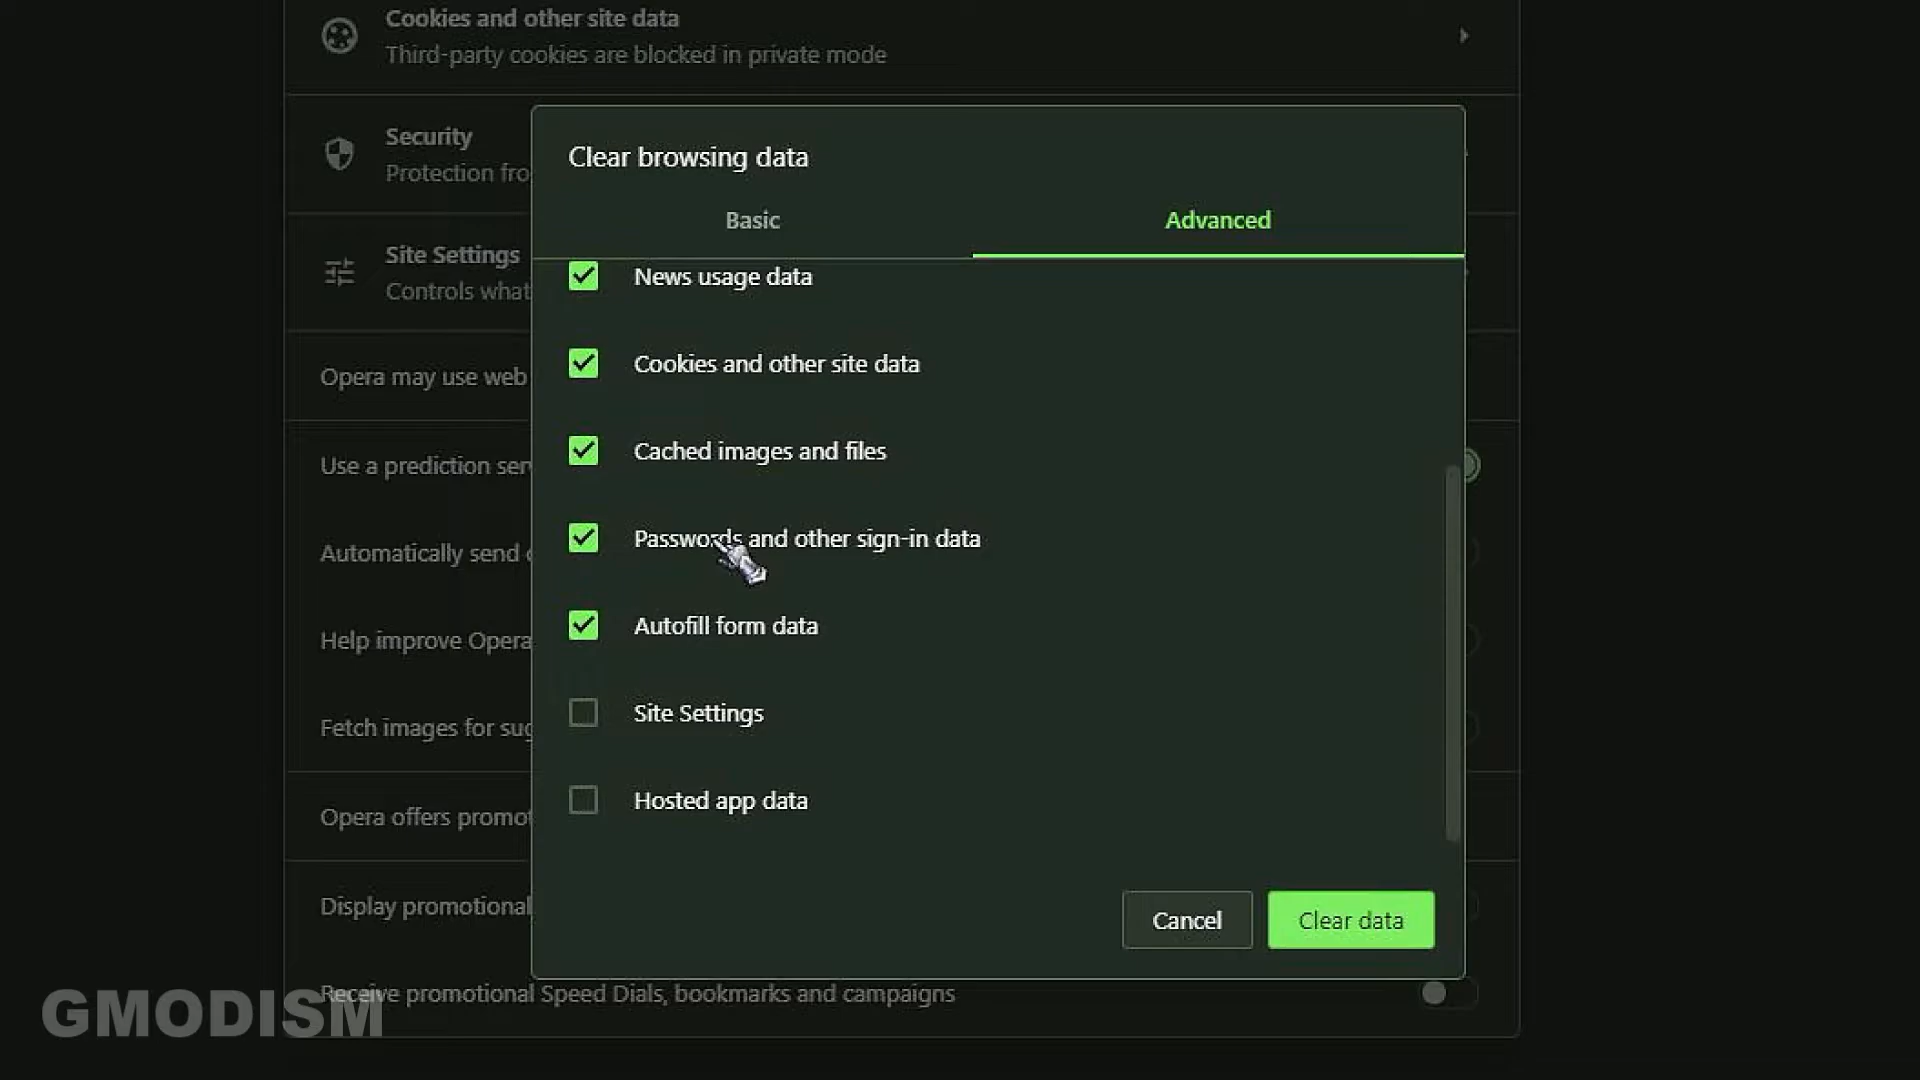 Cookies and other site data
Third-party cookies are blocked in private mode
Security
Protection fro
Site Settings
Controls what
Opera may use web
Use a prediction ser
Automatically send
Help improve Opera
Fetch images for sug
Opera offers promot
Display promotional
Receive promotional Speed Dials, bookmarks and campaigns
Clear browsing data
Basic
Advanced
News usage data
Cookies and other site data
Cached images and files
Passwords and other sign-in data
Autofill form data
Site Settings
Hosted app data
Cancel
Clear data
GMODISM